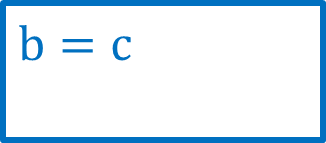 b = c